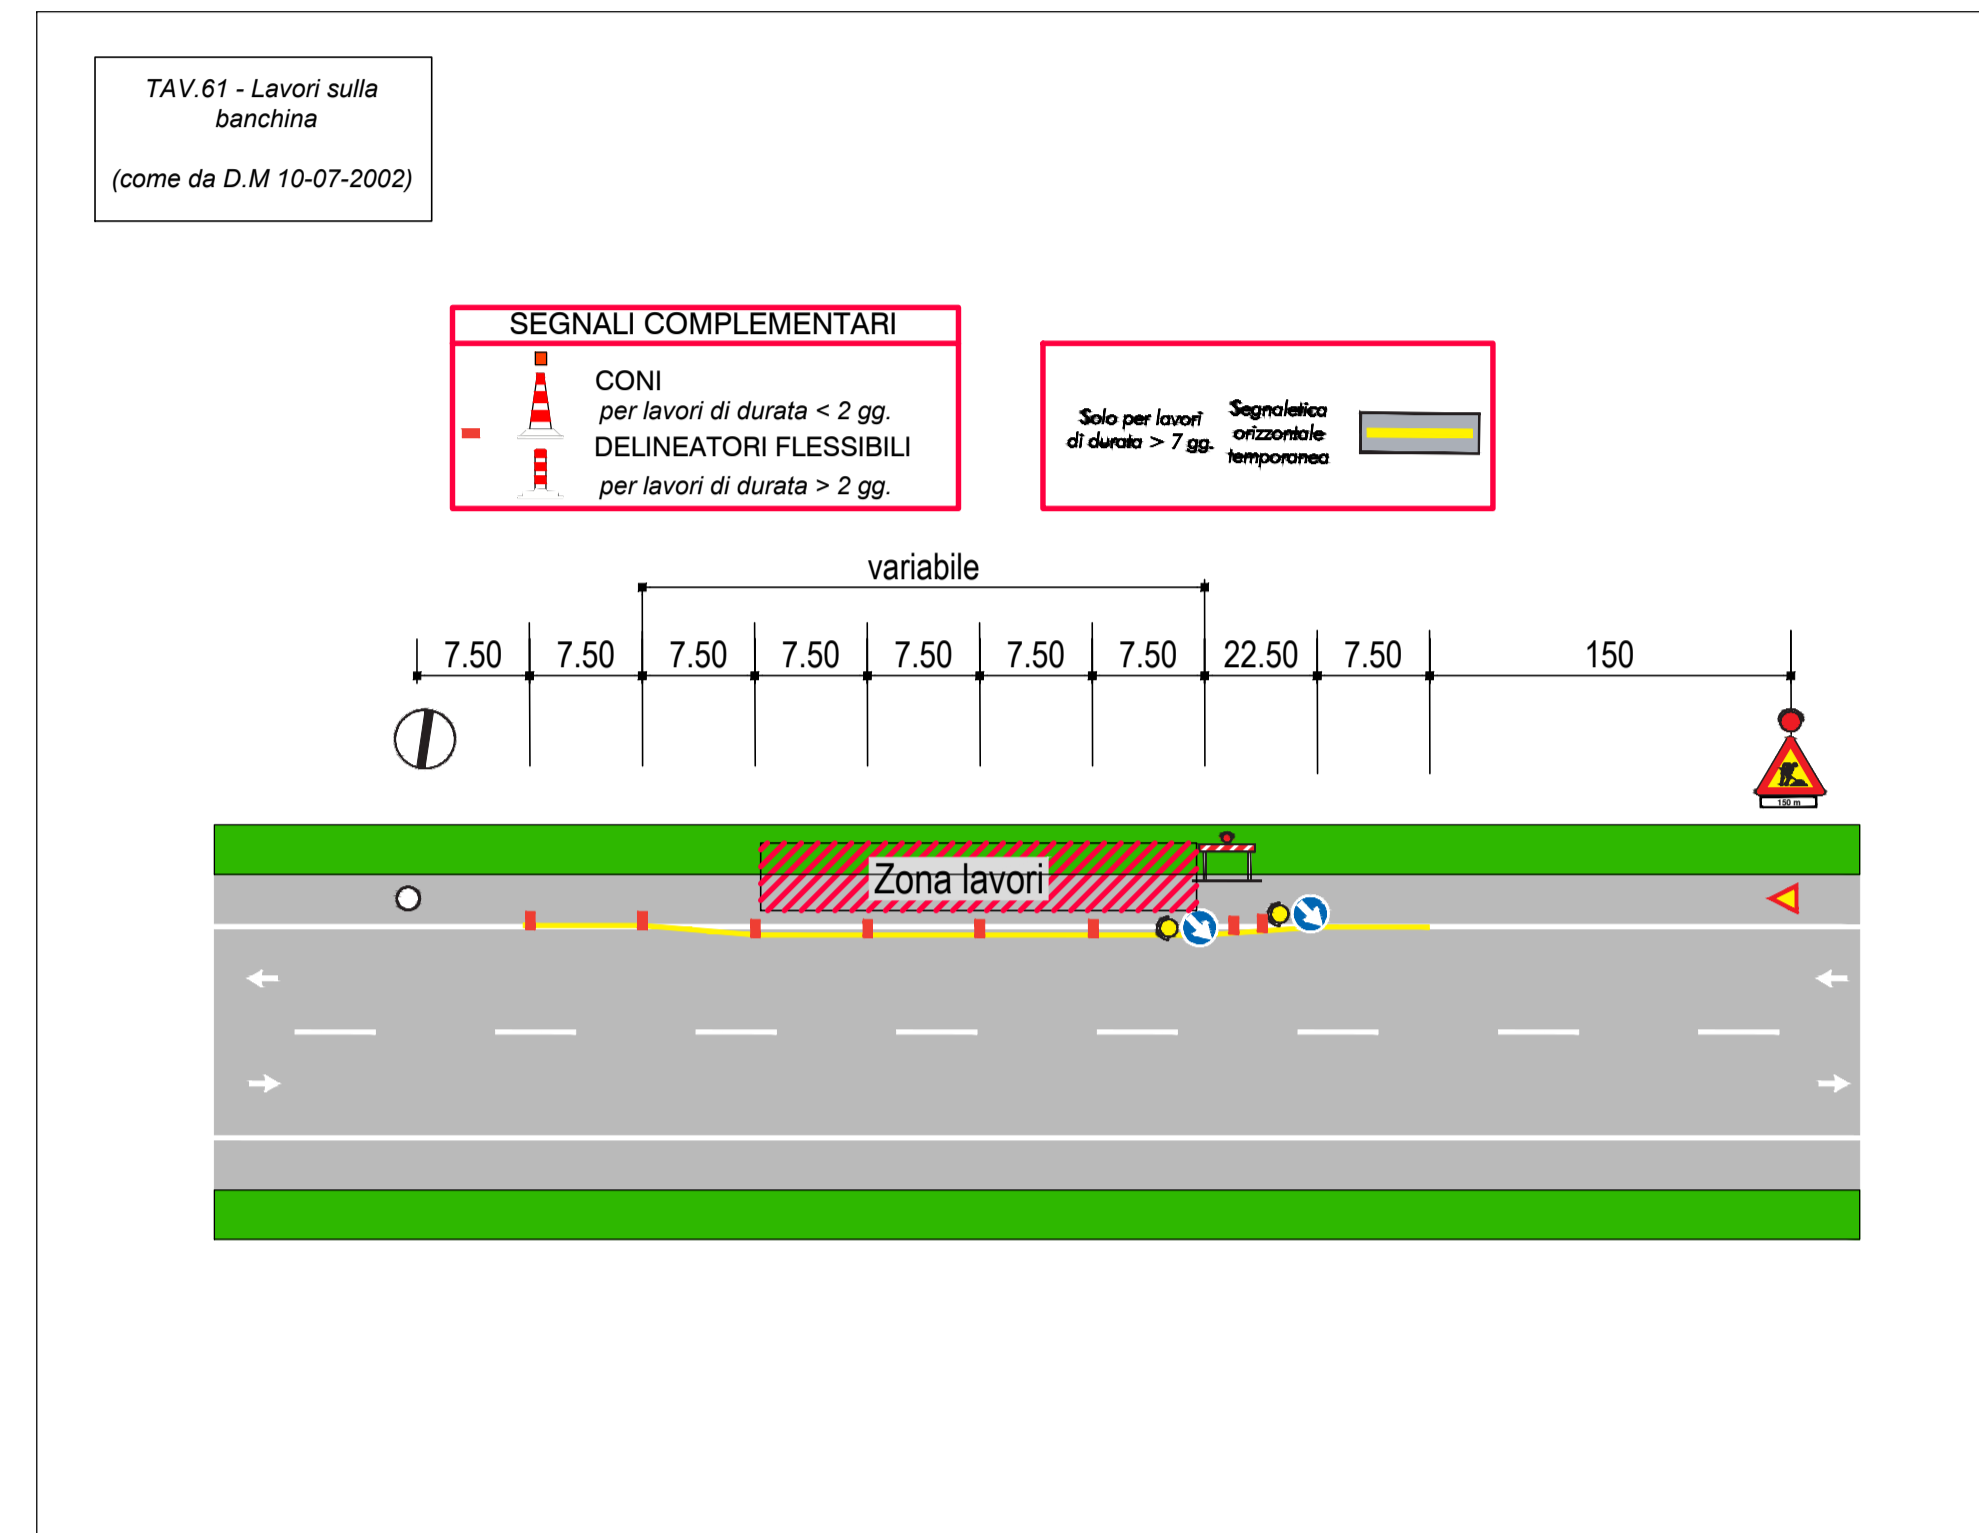 TAV.61 - Lavori sulla
banchina
(come da D.M 10-07-2002)
SEGNALI COMPLEMENTARI
CONI
per lavori di durata < 2 gg.
DELINEATORI FLESSIBILI
per lavori di durata > 2 gg.
Solo per lavori
di durata > 7 gg.
Segnaletica
orizzontale
temporanea
variabile
7.50 7.50 7.50 7.50 7.50 7.50 7.50 22.50 7.50 150
150 m
Zona lavori